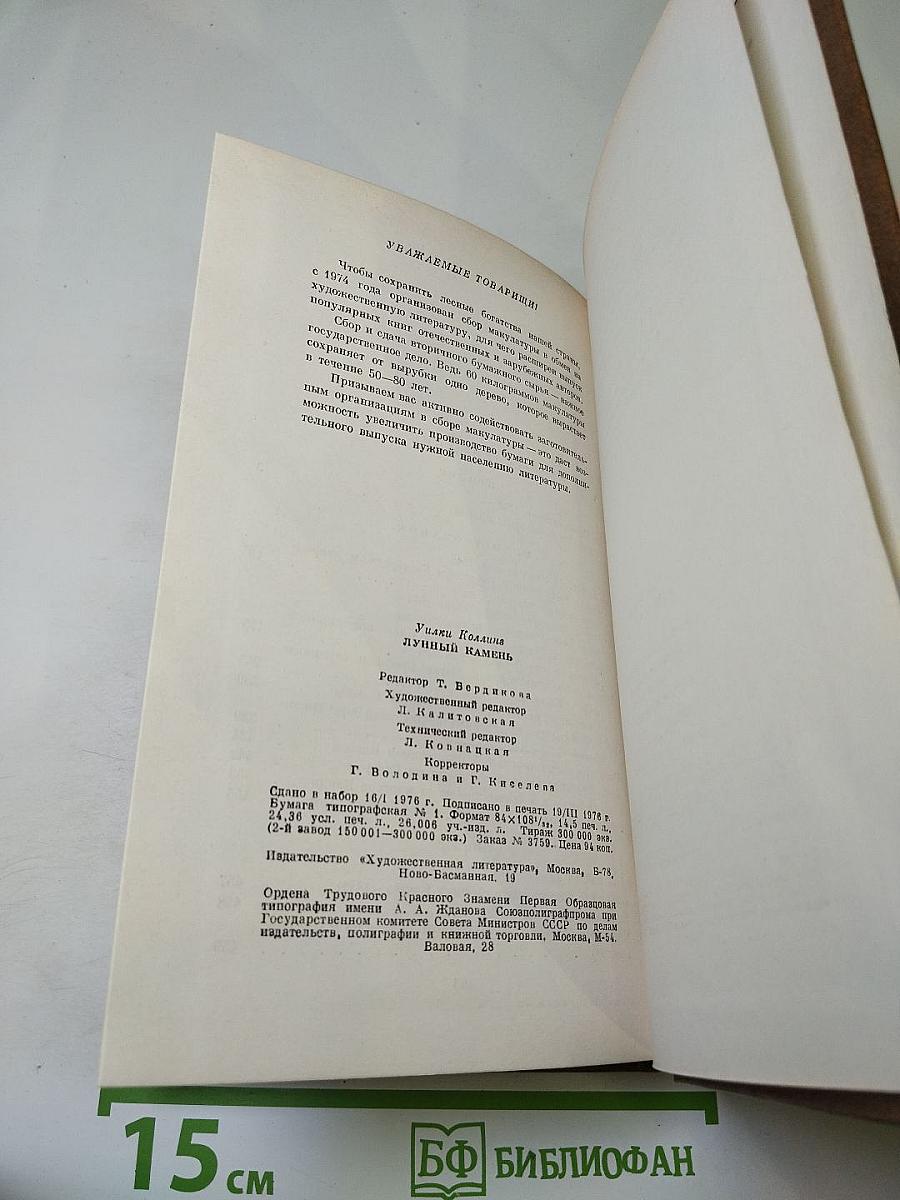 УВАЖАЕМЫЕ ТОВАРИЩИ!
Чтобы сохранить лесные богатства нашей страны,
с 1974 года организован сбор макулатуры в обмен на
художественную литературу, для чего расширен выпуск
популярных книг отечественных и зарубежных авторов.
Сбор и сдача вторичного бумажного сырья — важное
государственное дело. Ведь 60 килограммов макулатуры
сохраняет от вырубки одно дерево, которое вырастает
в течение 50—80 лет.
Призываем вас активно содействовать заготовитель-
ным организациям в сборе макулатуры — это даст воз-
можность увеличить производство бумаги для дополни-
тельного выпуска нужной населению литературы.
Уилки Коллинз
ЛУННЫЙ КАМЕНЬ
Редактор Т. Бердикова
Художественный редактор
Л. Калитовская
Технический редактор
Л. Ковнацкая
Корректоры
Г. Володина и Г. Киселева
Сдано в набор 16/I 1976 г. Подписано в печать 19/III 1976 г.
Бумага типографская № 1. Формат 84×108¹/₃₂. 14,5 печ. л.,
24,36 усл. печ. л., 26,006 уч.-изд. л. Тираж 300 000 экз.
(2-й завод 150 001—300 000 экз.) Заказ № 3759. Цена 94 коп.
Издательство «Художественная литература», Москва, Б-78,
Ново-Басманная. 19
Ордена Трудового Красного Знамени Первая Образцовая
типография имени А. А. Жданова Союзполиграфпрома при
Государственном комитете Совета Министров СССР по делам
издательств, полиграфии и книжной торговли, Москва, М-54.
Валовая, 28
15 см
БФ БИБЛИОФАН